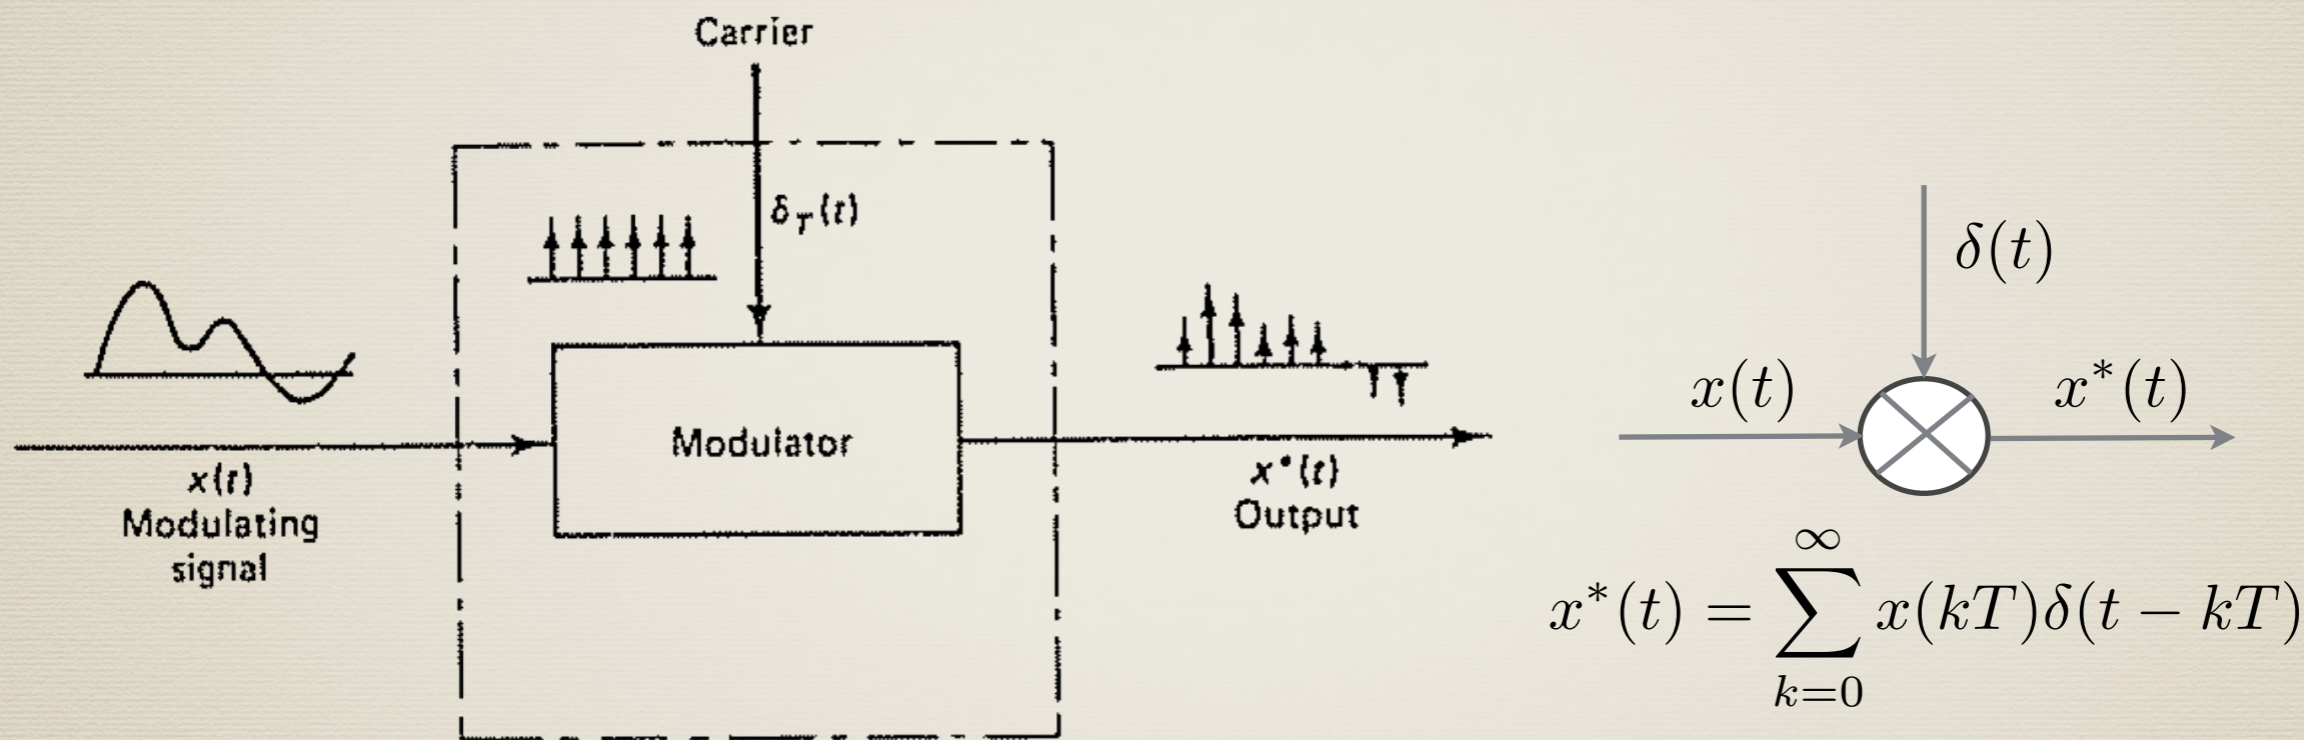 Carrier
δ_T(t)
Modulator
x(t)
Modulating
signal
x*(t)
Output
δ(t)
x(t)
x*(t)
x*(t) = ∑_{k=0}^{∞} x(kT)δ(t − kT)